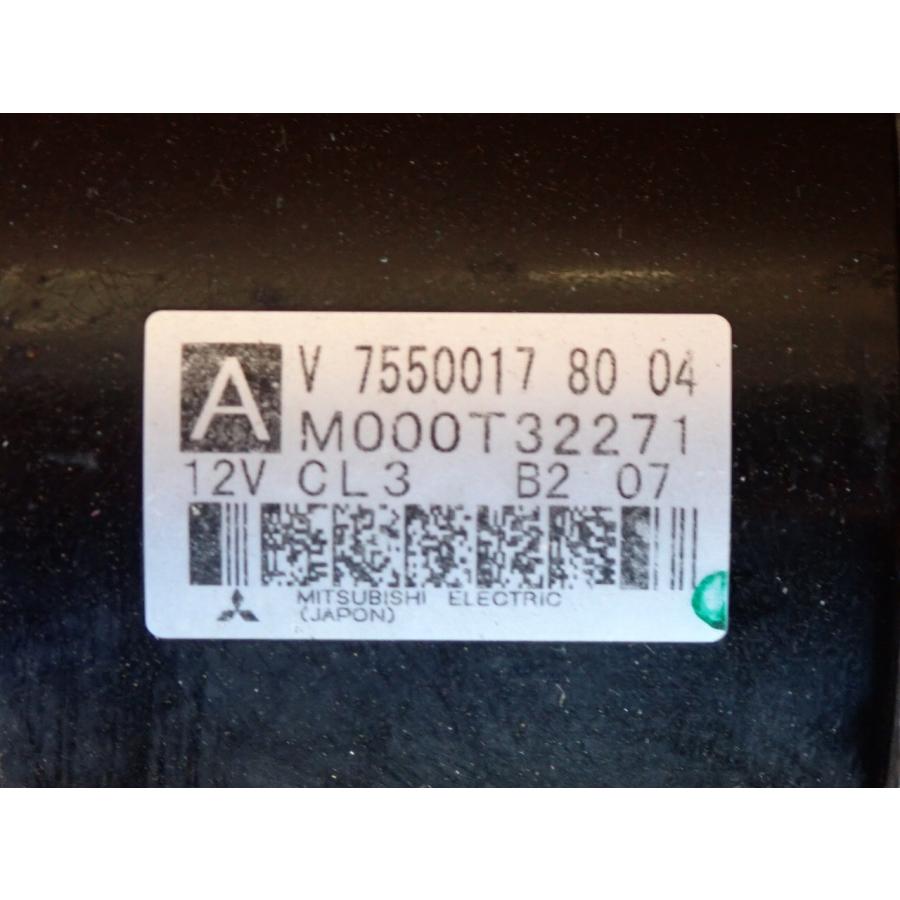 A
V 7550017 80 04
M000T32271
12V CL3 B2 07
MITSUBISHI ELECTRIC
(JAPON)